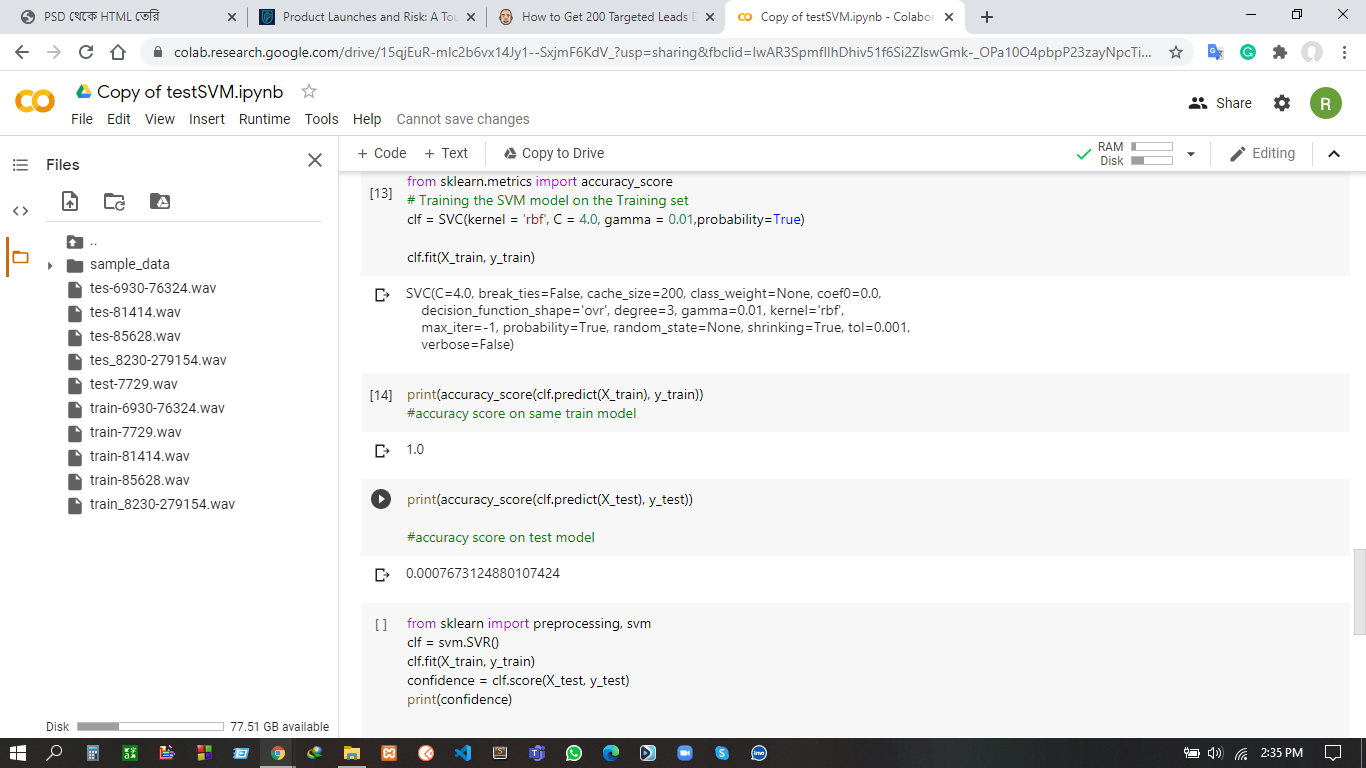 PSD থেকে HTML তেরি
Product Launches and Risk: A Tou
How to Get 200 Targeted Leads D
Copy of testSVM.ipynb - Colabor
colab.research.google.com/drive/15qjEuR-mIc2b6vx14Jy1--SxjmF6KdV_?usp=sharing&fbclid=IwAR3SpmfIIhDhiv51f6Si2ZIswGmk-_OPa10O4pbpP23zayNpcTi...
Copy of testSVM.ipynb
File Edit View Insert Runtime Tools Help Cannot save changes
Share
R
Files
+ Code + Text Copy to Drive
RAM
Disk
Editing
..
sample_data
tes-6930-76324.wav
tes-81414.wav
tes-85628.wav
tes_8230-279154.wav
test-7729.wav
train-6930-76324.wav
train-7729.wav
train-81414.wav
train-85628.wav
train_8230-279154.wav
Disk 77.51 GB available
[13]
from sklearn.metrics import accuracy_score
# Training the SVM model on the Training set
clf = SVC(kernel = 'rbf', C = 4.0, gamma = 0.01,probability=True)
clf.fit(X_train, y_train)
SVC(C=4.0, break_ties=False, cache_size=200, class_weight=None, coef0=0.0,
decision_function_shape='ovr', degree=3, gamma=0.01, kernel='rbf',
max_iter=-1, probability=True, random_state=None, shrinking=True, tol=0.001,
verbose=False)
[14] print(accuracy_score(clf.predict(X_train), y_train))
#accuracy score on same train model
1.0
print(accuracy_score(clf.predict(X_test), y_test))
#accuracy score on test model
0.0007673124880107424
[ ] from sklearn import preprocessing, svm
clf = svm.SVR()
clf.fit(X_train, y_train)
confidence = clf.score(X_test, y_test)
print(confidence)
2:35 PM